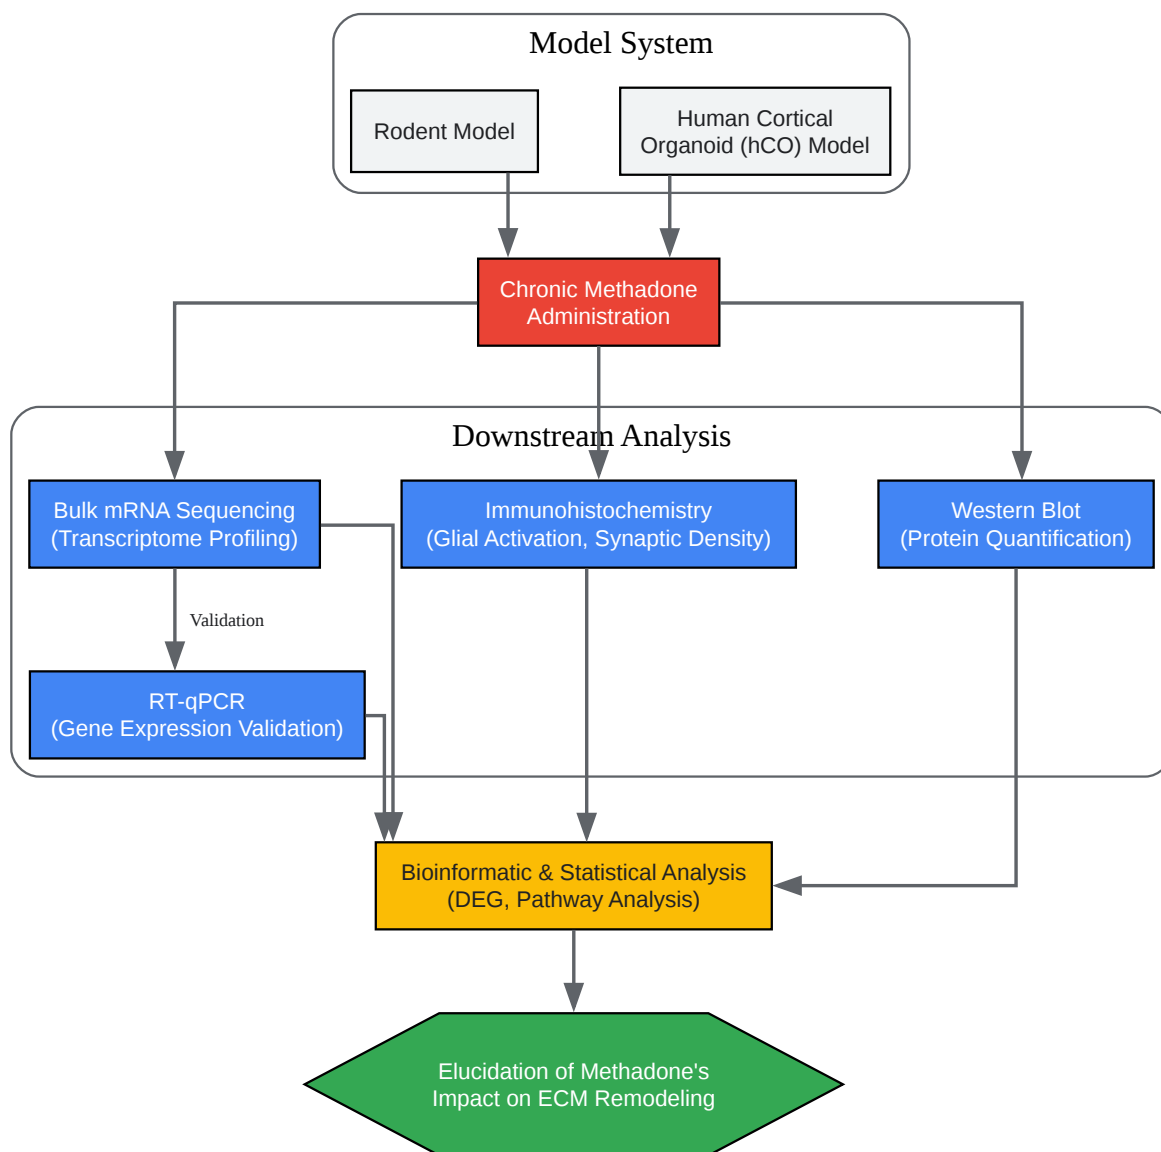 Model System
Rodent Model
Human Cortical
Organoid (hCO) Model
Chronic Methadone
Administration
Downstream Analysis
Bulk mRNA Sequencing
(Transcriptome Profiling)
Immunohistochemistry
(Glial Activation, Synaptic Density)
Western Blot
(Protein Quantification)
Validation
RT-qPCR
(Gene Expression Validation)
Bioinformatic & Statistical Analysis
(DEG, Pathway Analysis)
Elucidation of Methadone's
Impact on ECM Remodeling